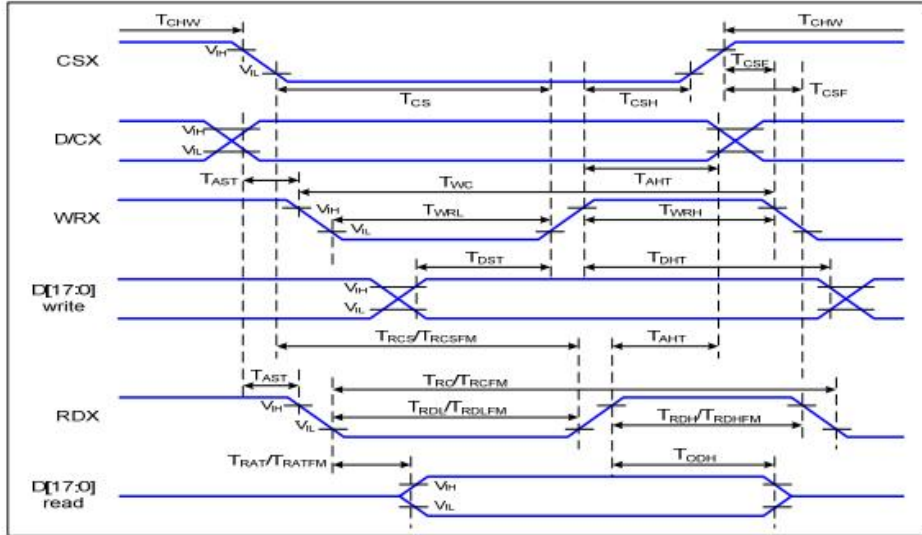 TCHW TCHW
CSX VIH TCSE
VIL TCSF
TCS TCSH
D/CX VIH
VIL
TAST TWC TAHT
WRX VIH TWRL TWRH
VIL
TDST TDHT
D[17:0] VIH
write VIL
TRCS/TRCSFM TAHT
TAST TRC/TRCFM
RDX VIH TRDL/TRDLFM TRDH/TRDHFM
VIL
TRAT/TRATFM TODH
D[17:0] VIH
read VIL